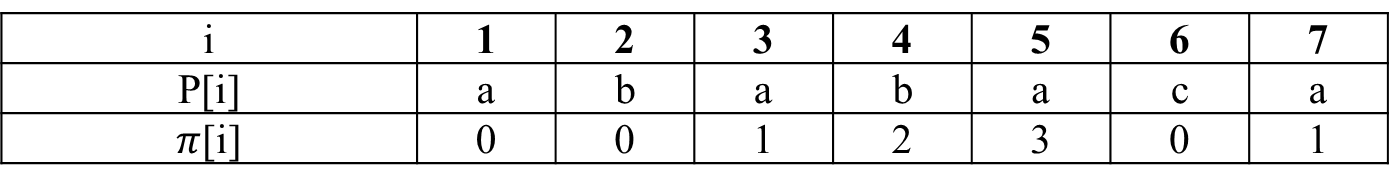 i 1 2 3 4 5 6 7
P[i] a b a b a c a
π[i] 0 0 1 2 3 0 1